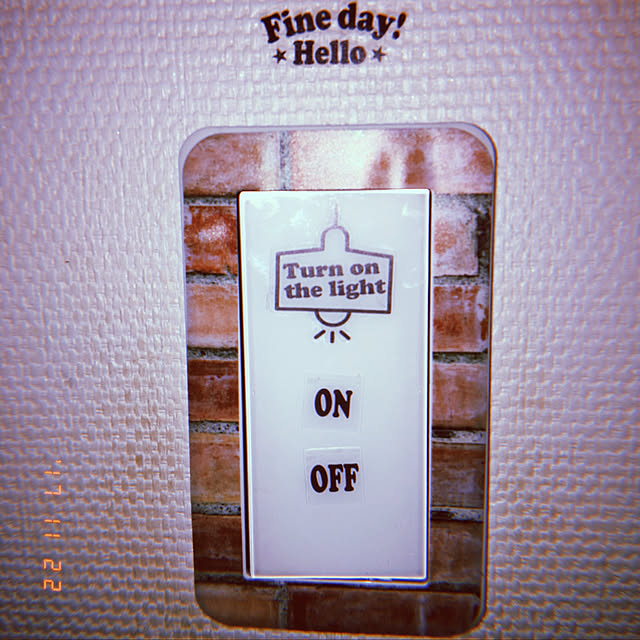 Fine day!
★ Hello ★
Turn on
the light
ON
OFF
22 11 17